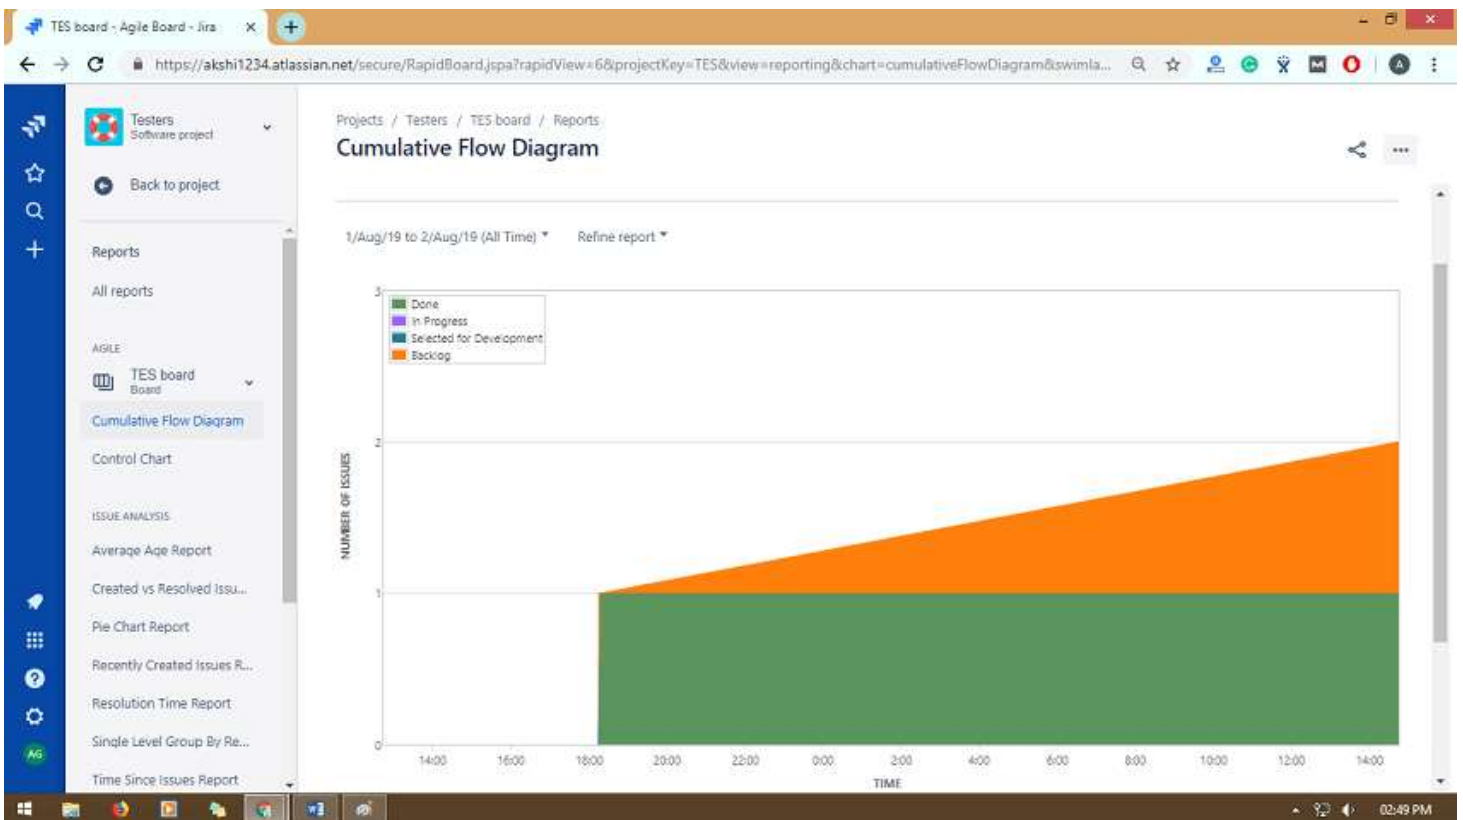 TES board - Agile Board - Jira
https://akshi1234.atlassian.net/secure/RapidBoard.jspa?rapidView=6&projectKey=TES&view=reporting&chart=cumulativeFlowDiagram&swimla...
Testers
Software project
Back to project
Reports
All reports
AGILE
TES board
Board
Cumulative Flow Diagram
Control Chart
ISSUE ANALYSIS
Average Age Report
Created vs Resolved Issu...
Pie Chart Report
Recently Created Issues R...
Resolution Time Report
Single Level Group By Re...
Time Since Issues Report
AG
Projects / Testers / TES board / Reports
Cumulative Flow Diagram
1/Aug/19 to 2/Aug/19 (All Time)
Refine report
Done
In Progress
Selected for Development
Backlog
NUMBER OF ISSUES
3
2
1
0
14:00 16:00 18:00 20:00 22:00 0:00 2:00 4:00 6:00 8:00 10:00 12:00 14:00
TIME
02:49 PM